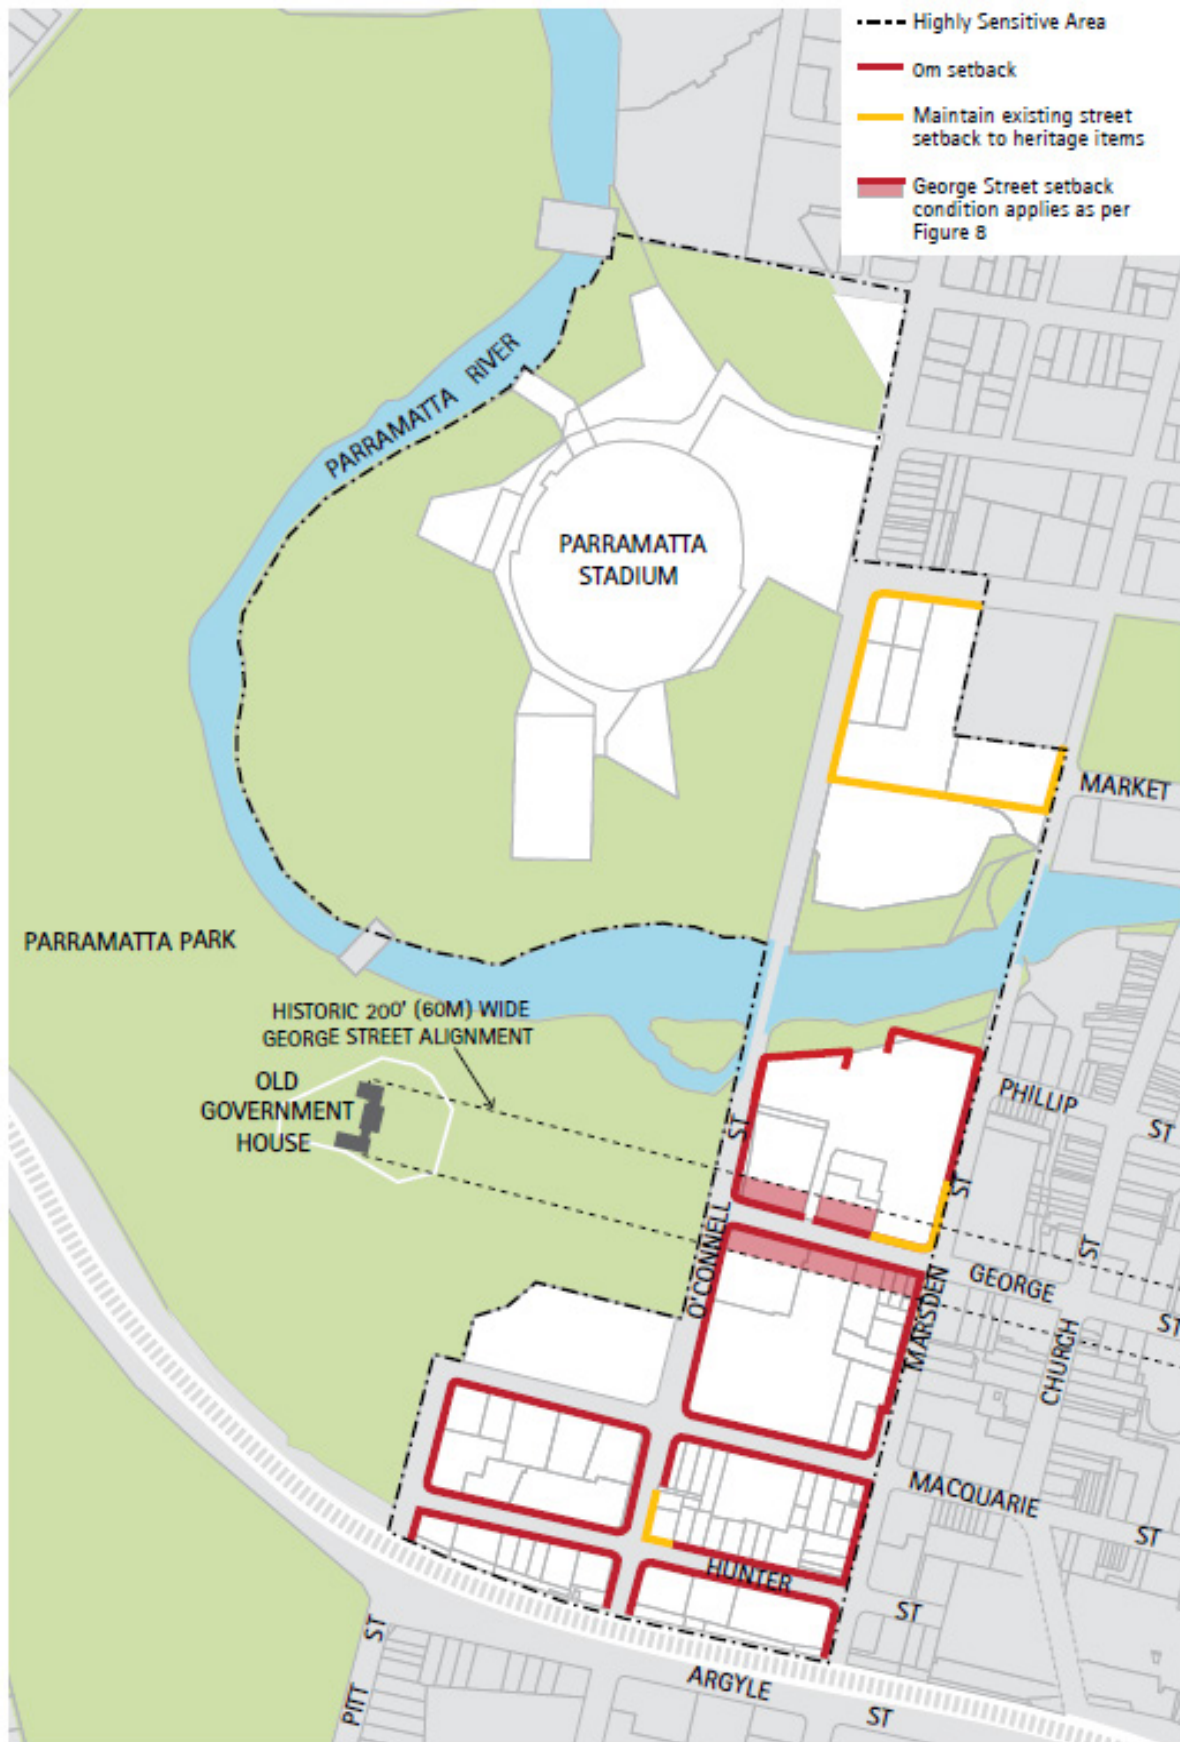 Highly Sensitive Area
0m setback
Maintain existing street
setback to heritage items
George Street setback
condition applies as per
Figure 8
PARRAMATTA RIVER
PARRAMATTA
STADIUM
MARKET
PARRAMATTA PARK
HISTORIC 200' (60M) WIDE
GEORGE STREET ALIGNMENT
OLD
GOVERNMENT
HOUSE
PHILLIP
ST
O'CONNELL ST
MARSDEN ST
GEORGE
ST
CHURCH ST
MACQUARIE
ST
HUNTER
ST
ARGYLE
ST
PITT ST